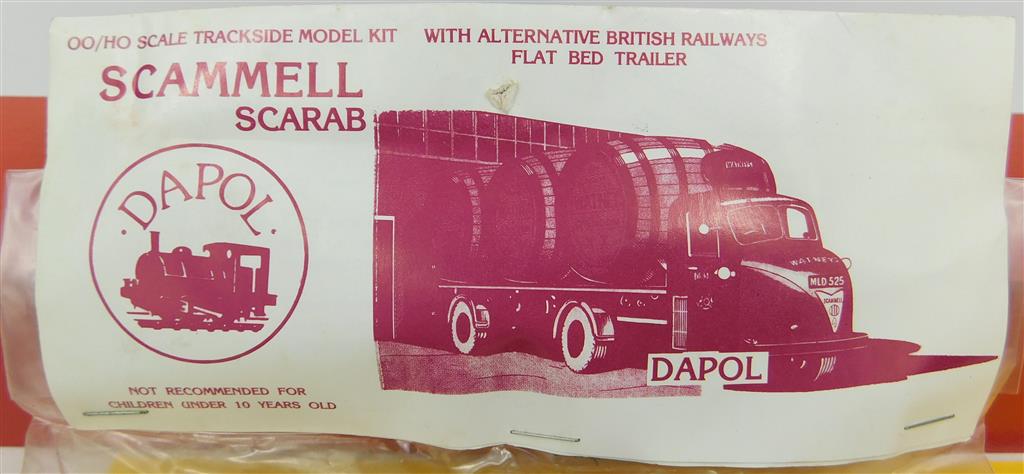 OO/HO SCALE TRACKSIDE MODEL KIT
WITH ALTERNATIVE BRITISH RAILWAYS
FLAT BED TRAILER
SCAMMELL
SCARAB
· DAPOL ·
WATNEYS
MLD 525
SCAMMELL
DAPOL
NOT RECOMMENDED FOR
CHILDREN UNDER 10 YEARS OLD